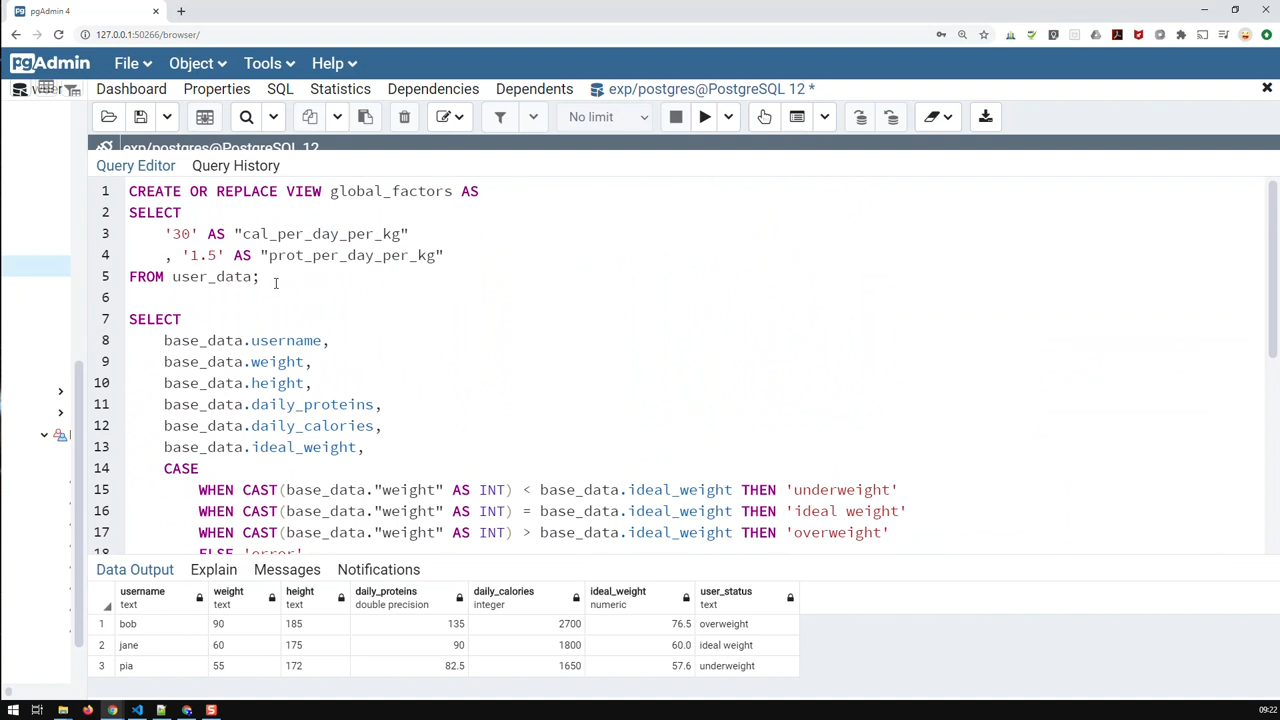 pgAdmin 4
127.0.0.1:50266/browser/
pgAdmin File Object Tools Help
Dashboard Properties SQL Statistics Dependencies Dependents exp/postgres@PostgreSQL 12 *
No limit
exp/postgres@PostgreSQL 12
Query Editor Query History
1 CREATE OR REPLACE VIEW global_factors AS
2 SELECT
3 '30' AS "cal_per_day_per_kg"
4 , '1.5' AS "prot_per_day_per_kg"
5 FROM user_data;
6
7 SELECT
8 base_data.username,
9 base_data.weight,
10 base_data.height,
11 base_data.daily_proteins,
12 base_data.daily_calories,
13 base_data.ideal_weight,
14 CASE
15 WHEN CAST(base_data."weight" AS INT) < base_data.ideal_weight THEN 'underweight'
16 WHEN CAST(base_data."weight" AS INT) = base_data.ideal_weight THEN 'ideal weight'
17 WHEN CAST(base_data."weight" AS INT) > base_data.ideal_weight THEN 'overweight'
18 ELSE 'error'
Data Output Explain Messages Notifications
username weight height daily_proteins daily_calories ideal_weight user_status
text text text double precision integer numeric text
1 bob 90 185 135 2700 76.5 overweight
2 jane 60 175 90 1800 60.0 ideal weight
3 pia 55 172 82.5 1650 57.6 underweight
09:22